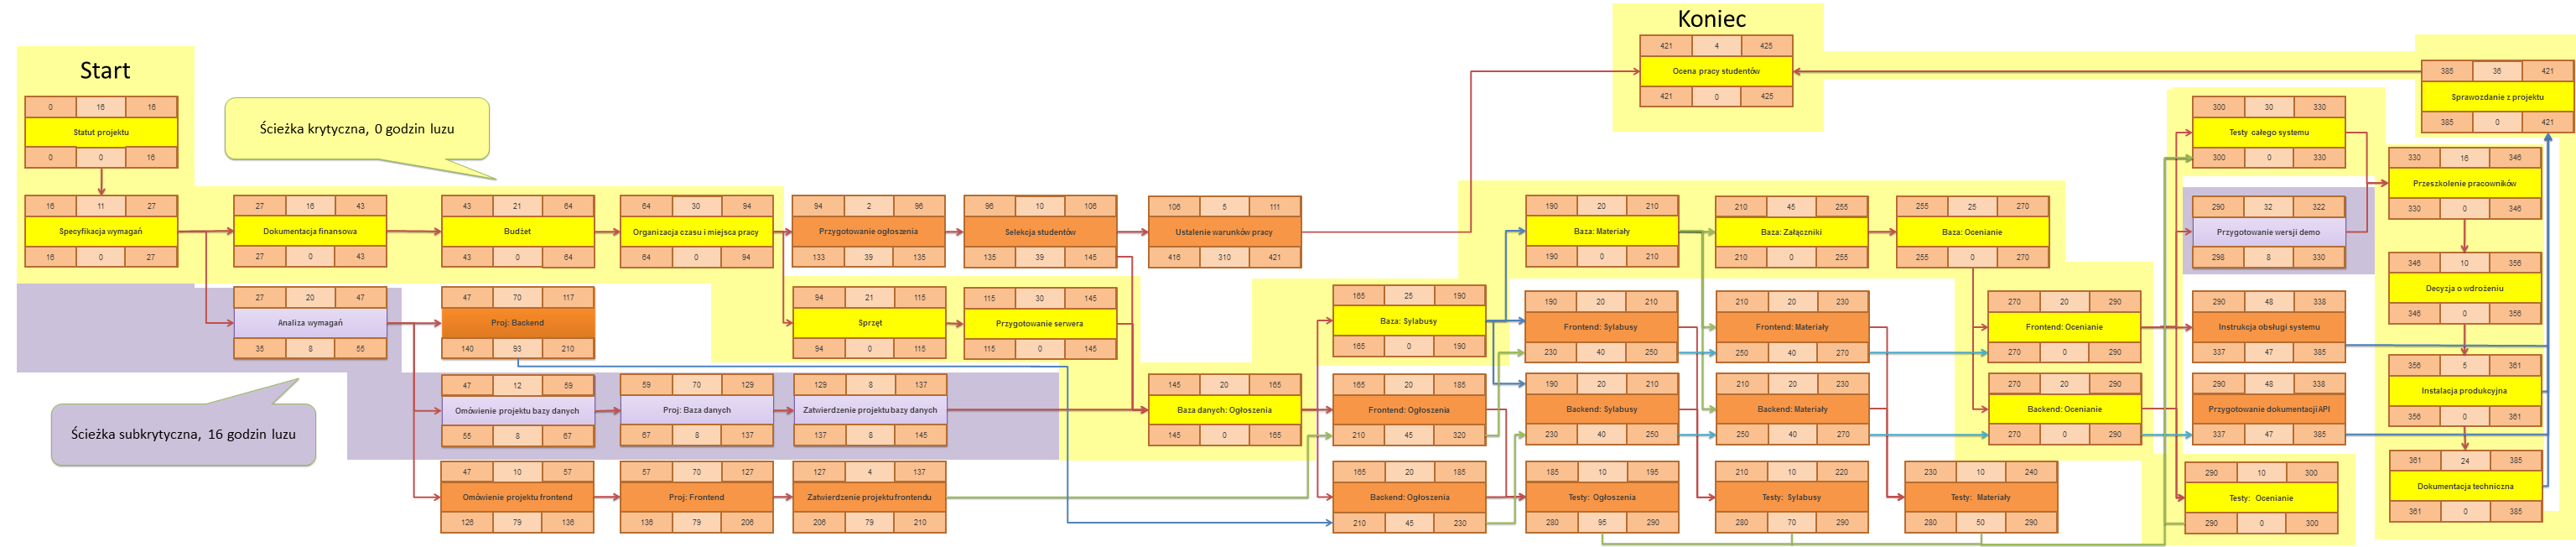 Start
0 16 16
Statut projektu
0 0 16
Ścieżka krytyczna, 0 godzin luzu
Koniec
421 4 425
Ocena pracy studentów
421 0 425
385 36 421
Sprawozdanie z projektu
385 0 421
300 30 330
Testy całego systemu
300 0 330
330 16 346
Przeszkolenie pracowników
330 0 346
16 11 27
Specyfikacja wymagań
16 0 27
27 16 43
Dokumentacja finansowa
27 0 43
43 21 64
Budżet
43 0 64
64 30 94
Organizacja czasu i miejsca pracy
64 0 94
94 2 96
Przygotowanie ogłoszenia
133 39 135
96 10 106
Selekcja studentów
135 39 145
106 5 111
Ustalenie warunków pracy
416 310 421
190 20 210
Baza: Materiały
190 0 210
210 45 255
Baza: Załączniki
210 0 255
255 25 270
Baza: Ocenianie
255 0 270
290 32 322
Przygotowanie wersji demo
298 8 330
346 10 356
Decyzja o wdrożeniu
346 0 356
27 20 47
Analiza wymagań
35 8 55
47 70 117
Proj: Backend
140 93 210
94 21 115
Sprzęt
94 0 115
115 30 145
Przygotowanie serwera
115 0 145
165 25 190
Baza: Sylabusy
165 0 190
190 20 210
Frontend: Sylabusy
230 40 250
210 20 230
Frontend: Materiały
250 40 270
270 20 290
Frontend: Ocenianie
270 0 290
290 48 338
Instrukcja obsługi systemu
337 47 385
356 5 361
Instalacja produkcyjna
356 0 361
Ścieżka subkrytyczna, 16 godzin luzu
47 12 59
Omówienie projektu bazy danych
55 8 67
59 70 129
Proj: Baza danych
67 8 137
129 8 137
Zatwierdzenie projektu bazy danych
137 8 145
145 20 165
Baza danych: Ogłoszenia
145 0 165
165 20 185
Frontend: Ogłoszenia
210 45 320
190 20 210
Backend: Sylabusy
230 40 250
210 20 230
Backend: Materiały
250 40 270
270 20 290
Backend: Ocenianie
270 0 290
290 48 338
Przygotowanie dokumentacji API
337 47 385
361 24 385
Dokumentacja techniczna
361 0 385
47 10 57
Omówienie projektu frontend
126 79 136
57 70 127
Proj: Frontend
136 79 206
127 4 137
Zatwierdzenie projektu frontendu
206 79 210
165 20 185
Backend: Ogłoszenia
210 45 230
185 10 195
Testy: Ogłoszenia
280 95 290
210 10 220
Testy: Sylabusy
280 70 290
230 10 240
Testy: Materiały
280 50 290
290 10 300
Testy: Ocenianie
290 0 300